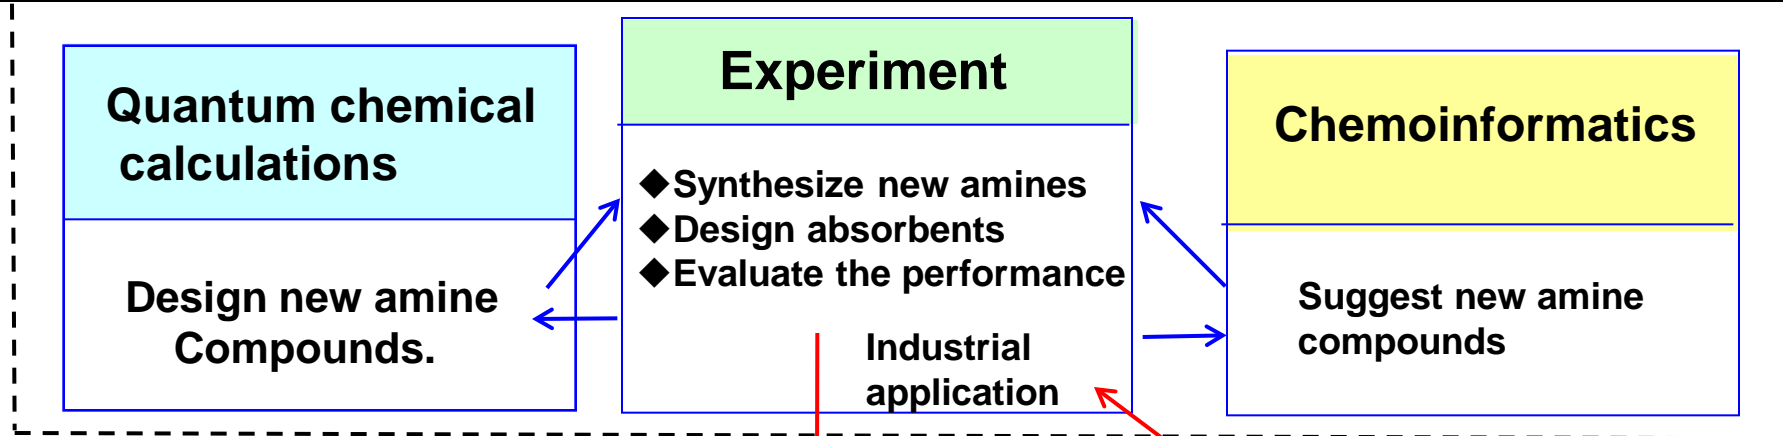 Quantum chemical
calculations
Design new amine
Compounds.
Experiment
◆Synthesize new amines
◆Design absorbents
◆Evaluate the performance
Industrial
application
Chemoinformatics
Suggest new amine
compounds